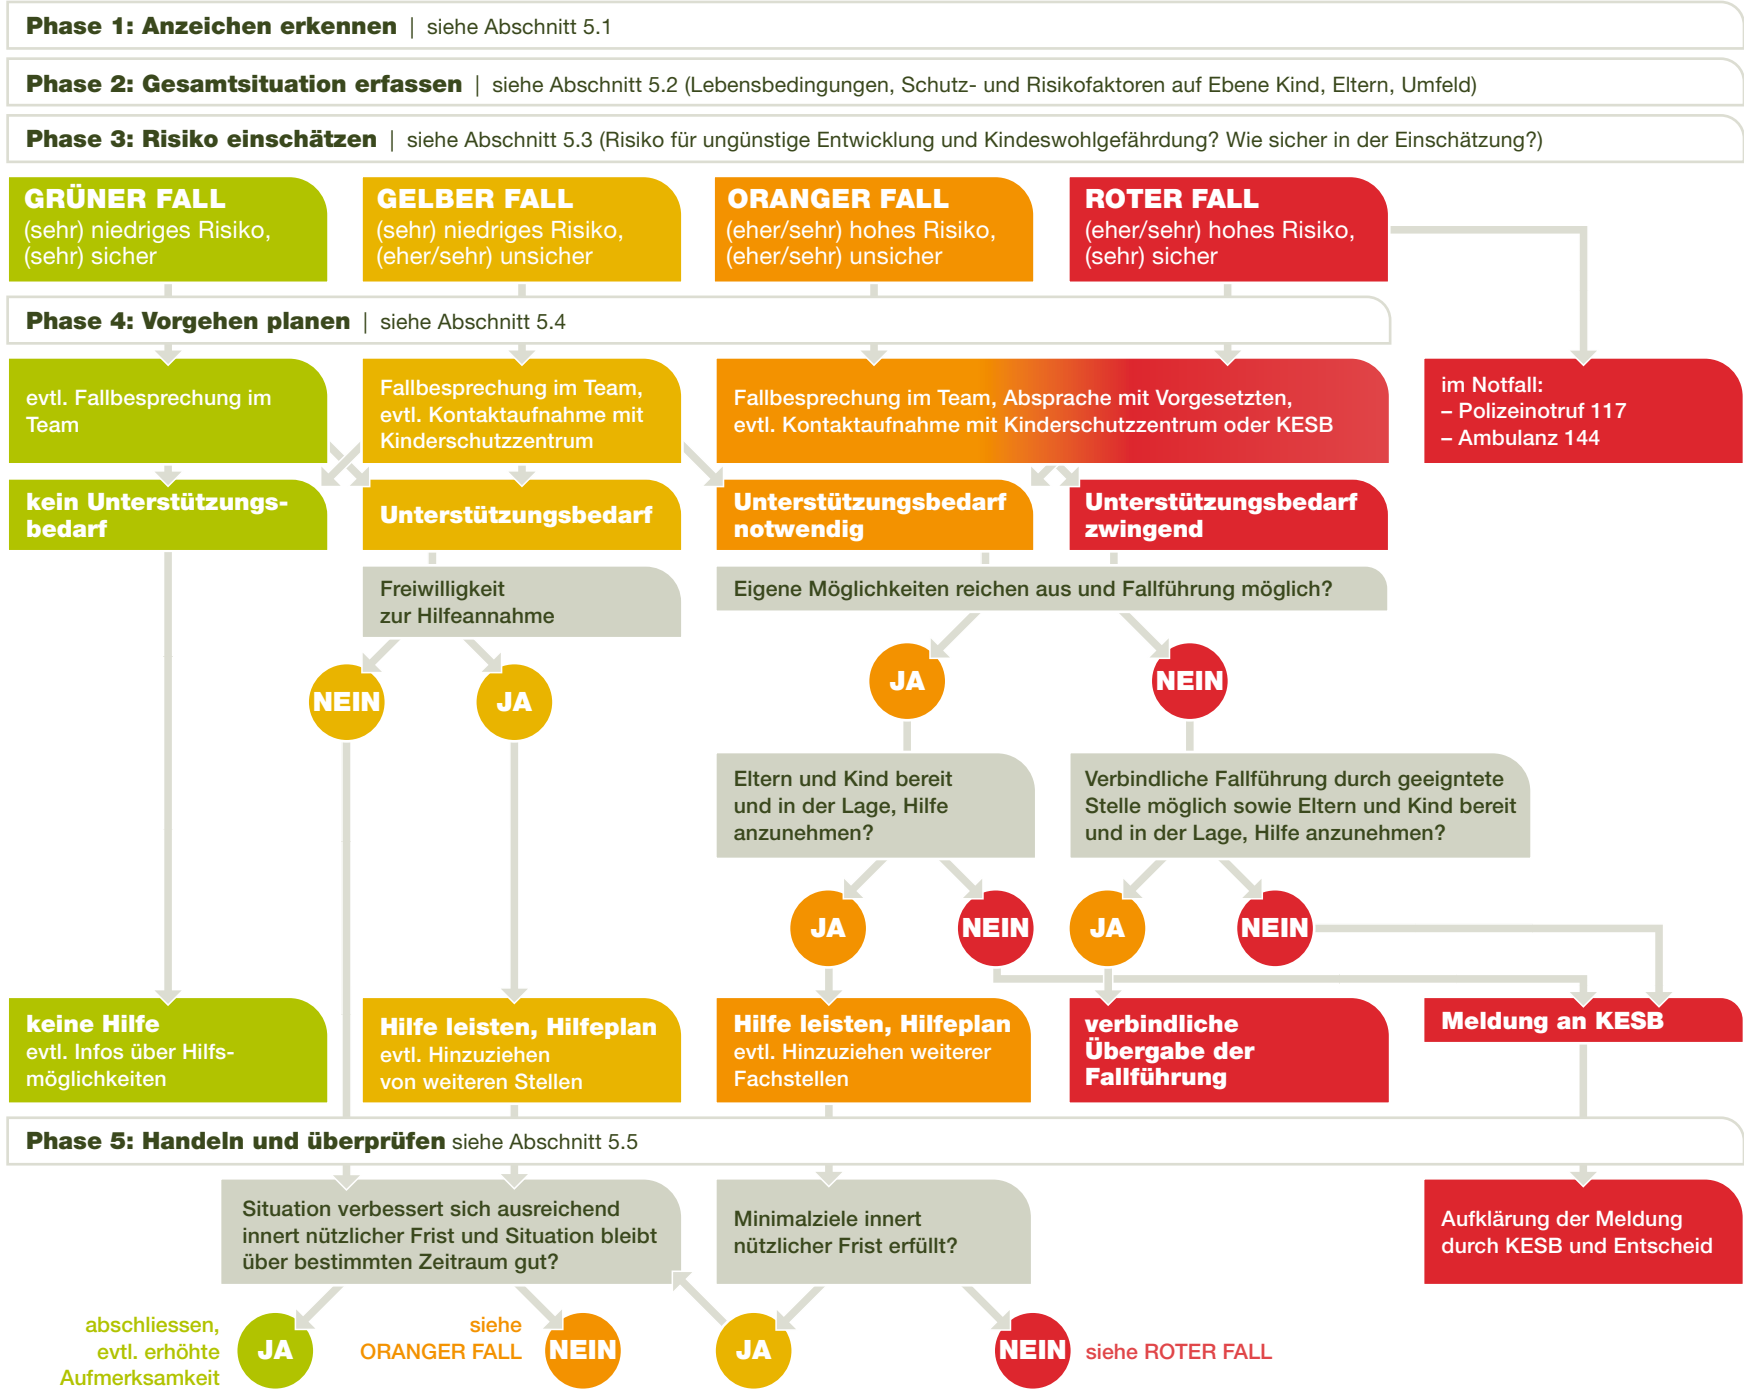 Phase 1: Anzeichen erkennen | siehe Abschnitt 5.1
Phase 2: Gesamtsituation erfassen | siehe Abschnitt 5.2 (Lebensbedingungen, Schutz- und Risikofaktoren auf Ebene Kind, Eltern, Umfeld)
Phase 3: Risiko einschätzen | siehe Abschnitt 5.3 (Risiko für ungünstige Entwicklung und Kindeswohlgefährdung? Wie sicher in der Einschätzung?)
GRÜNER FALL
(sehr) niedriges Risiko,
(sehr) sicher
GELBER FALL
(sehr) niedriges Risiko,
(eher/sehr) unsicher
ORANGER FALL
(eher/sehr) hohes Risiko,
(eher/sehr) unsicher
ROTER FALL
(eher/sehr) hohes Risiko,
(sehr) sicher
Phase 4: Vorgehen planen | siehe Abschnitt 5.4
evtl. Fallbesprechung im
Team
Fallbesprechung im Team,
evtl. Kontaktaufnahme mit
Kinderschutzzentrum
Fallbesprechung im Team, Absprache mit Vorgesetzten,
evtl. Kontaktaufnahme mit Kinderschutzzentrum oder KESB
im Notfall:
– Polizeinotruf 117
– Ambulanz 144
kein Unterstützungs-
bedarf
Unterstützungsbedarf
Unterstützungsbedarf
notwendig
Unterstützungsbedarf
zwingend
Freiwilligkeit
zur Hilfeannahme
Eigene Möglichkeiten reichen aus und Fallführung möglich?
NEIN
JA
JA
NEIN
Eltern und Kind bereit
und in der Lage, Hilfe
anzunehmen?
Verbindliche Fallführung durch geeigntete
Stelle möglich sowie Eltern und Kind bereit
und in der Lage, Hilfe anzunehmen?
JA
NEIN
JA
NEIN
keine Hilfe
evtl. Infos über Hilfs-
möglichkeiten
Hilfe leisten, Hilfeplan
evtl. Hinzuziehen
von weiteren Stellen
Hilfe leisten, Hilfeplan
evtl. Hinzuziehen weiterer
Fachstellen
verbindliche
Übergabe der
Fallführung
Meldung an KESB
Phase 5: Handeln und überprüfen siehe Abschnitt 5.5
Situation verbessert sich ausreichend
innert nützlicher Frist und Situation bleibt
über bestimmten Zeitraum gut?
Minimalziele innert
nützlicher Frist erfüllt?
Aufklärung der Meldung
durch KESB und Entscheid
abschliessen,
evtl. erhöhte
Aufmerksamkeit
JA
siehe
ORANGER FALL
NEIN
JA
NEIN
siehe ROTER FALL